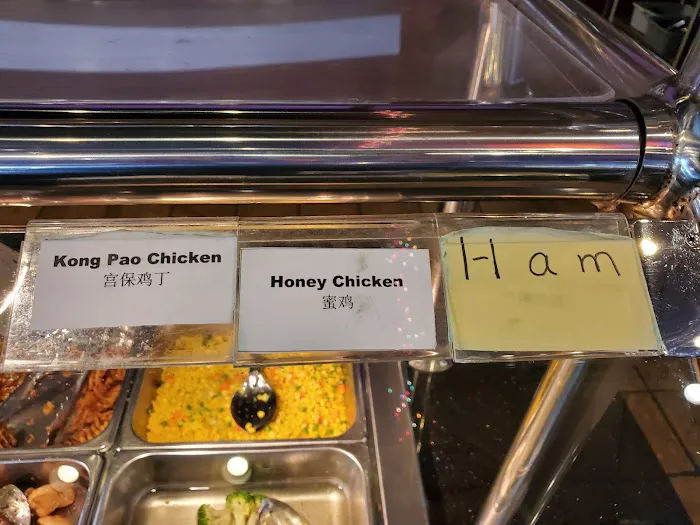 Kong Pao Chicken
宫保鸡丁
Honey Chicken
蜜鸡
Ham